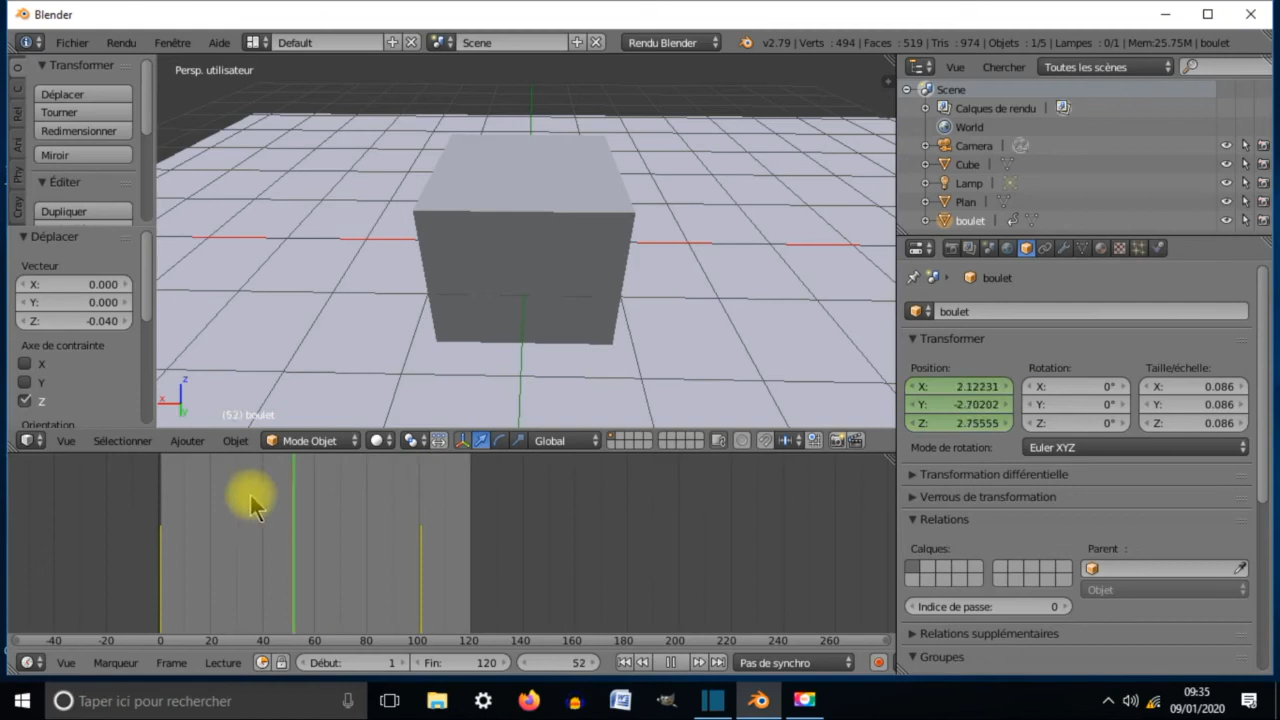 Blender
Fichier Rendu Fenêtre Aide Default Scene Rendu Blender v2.79 | Verts : 494 | Faces : 519 | Tris : 974 | Objets : 1/5 | Lampes : 0/1 | Mem:25.75M | boulet
Transformer
Déplacer
Tourner
Redimensionner
Miroir
Éditer
Dupliquer
O
C
Rel
Ani
Phy
Cray
Persp. utilisateur
Vue Chercher Toutes les scènes
Scene
Calques de rendu |
World
Camera |
Cube |
Lamp |
Plan |
boulet |
Déplacer
Vecteur
X: 0.000
Y: 0.000
Z: -0.040
Axe de contrainte
X
Y
Z
Orientation
z
x
y
(52) boulet
boulet
boulet
Transformer
Position: Rotation: Taille/échelle:
X: 2.12231 X: 0° X: 0.086
Y: -2.70202 Y: 0° Y: 0.086
Z: 2.75555 Z: 0° Z: 0.086
Mode de rotation: Euler XYZ
Transformation différentielle
Verrous de transformation
Relations
Calques: Parent :
Objet
Indice de passe: 0
Relations supplémentaires
Groupes
Vue Sélectionner Ajouter Objet Mode Objet Global
-40 -20 0 20 40 60 80 100 120 140 160 180 200 220 240 260
Vue Marqueur Frame Lecture Début: 1 Fin: 120 52 Pas de synchro
Taper ici pour rechercher
09:35
09/01/2020